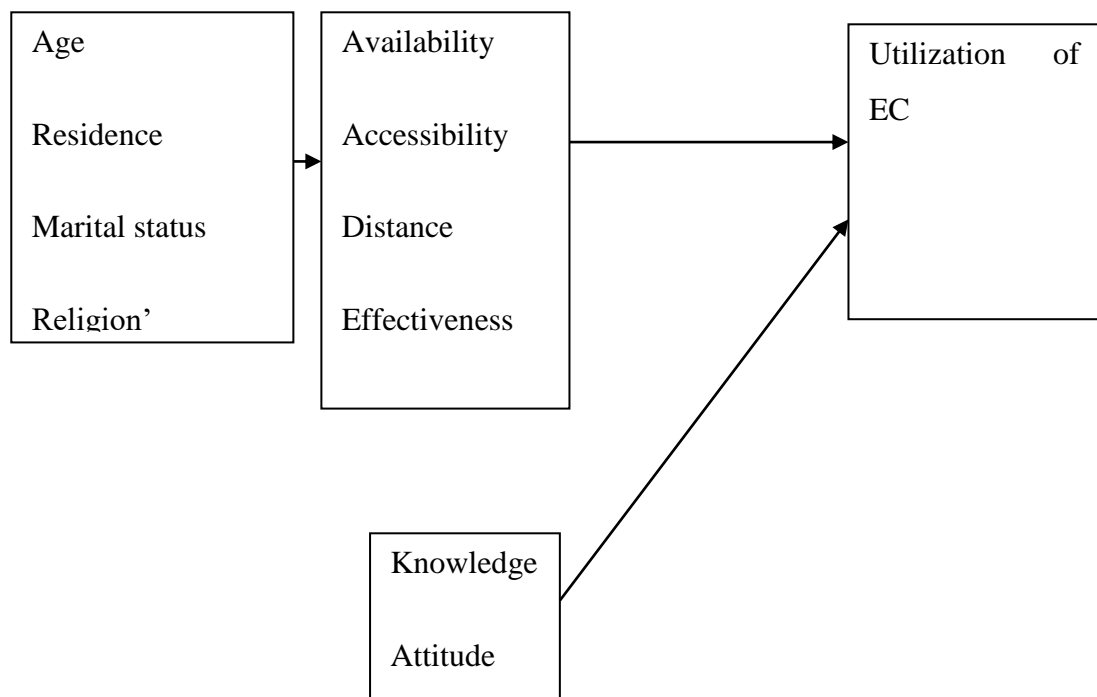 Age
Residence
Marital status
Religion’
Availability
Accessibility
Distance
Effectiveness
Utilization of
EC
Knowledge
Attitude